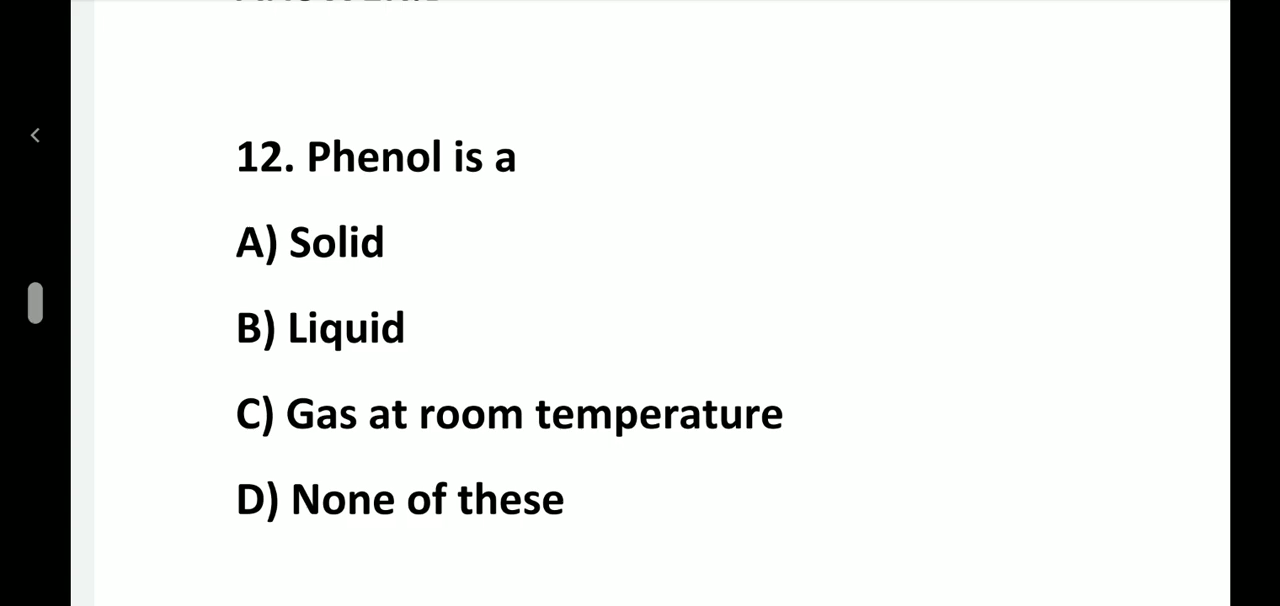 12. Phenol is a
A) Solid
B) Liquid
C) Gas at room temperature
D) None of these